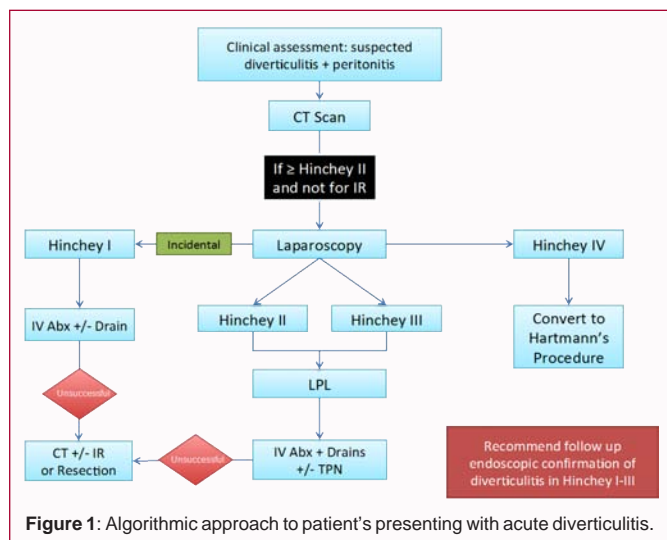 Clinical assessment: suspected
diverticulitis + peritonitis
CT Scan
If ≥ Hinchey II
and not for IR
Hinchey I
Incidental
Laparoscopy
Hinchey IV
IV Abx +/- Drain
Hinchey II
Hinchey III
Convert to
Hartmann's
Procedure
Unsuccessful
LPL
CT +/- IR
or Resection
Unsuccessful
IV Abx + Drains
+/- TPN
Recommend follow up
endoscopic confirmation of
diverticulitis in Hinchey I-III
Figure 1: Algorithmic approach to patient's presenting with acute diverticulitis.